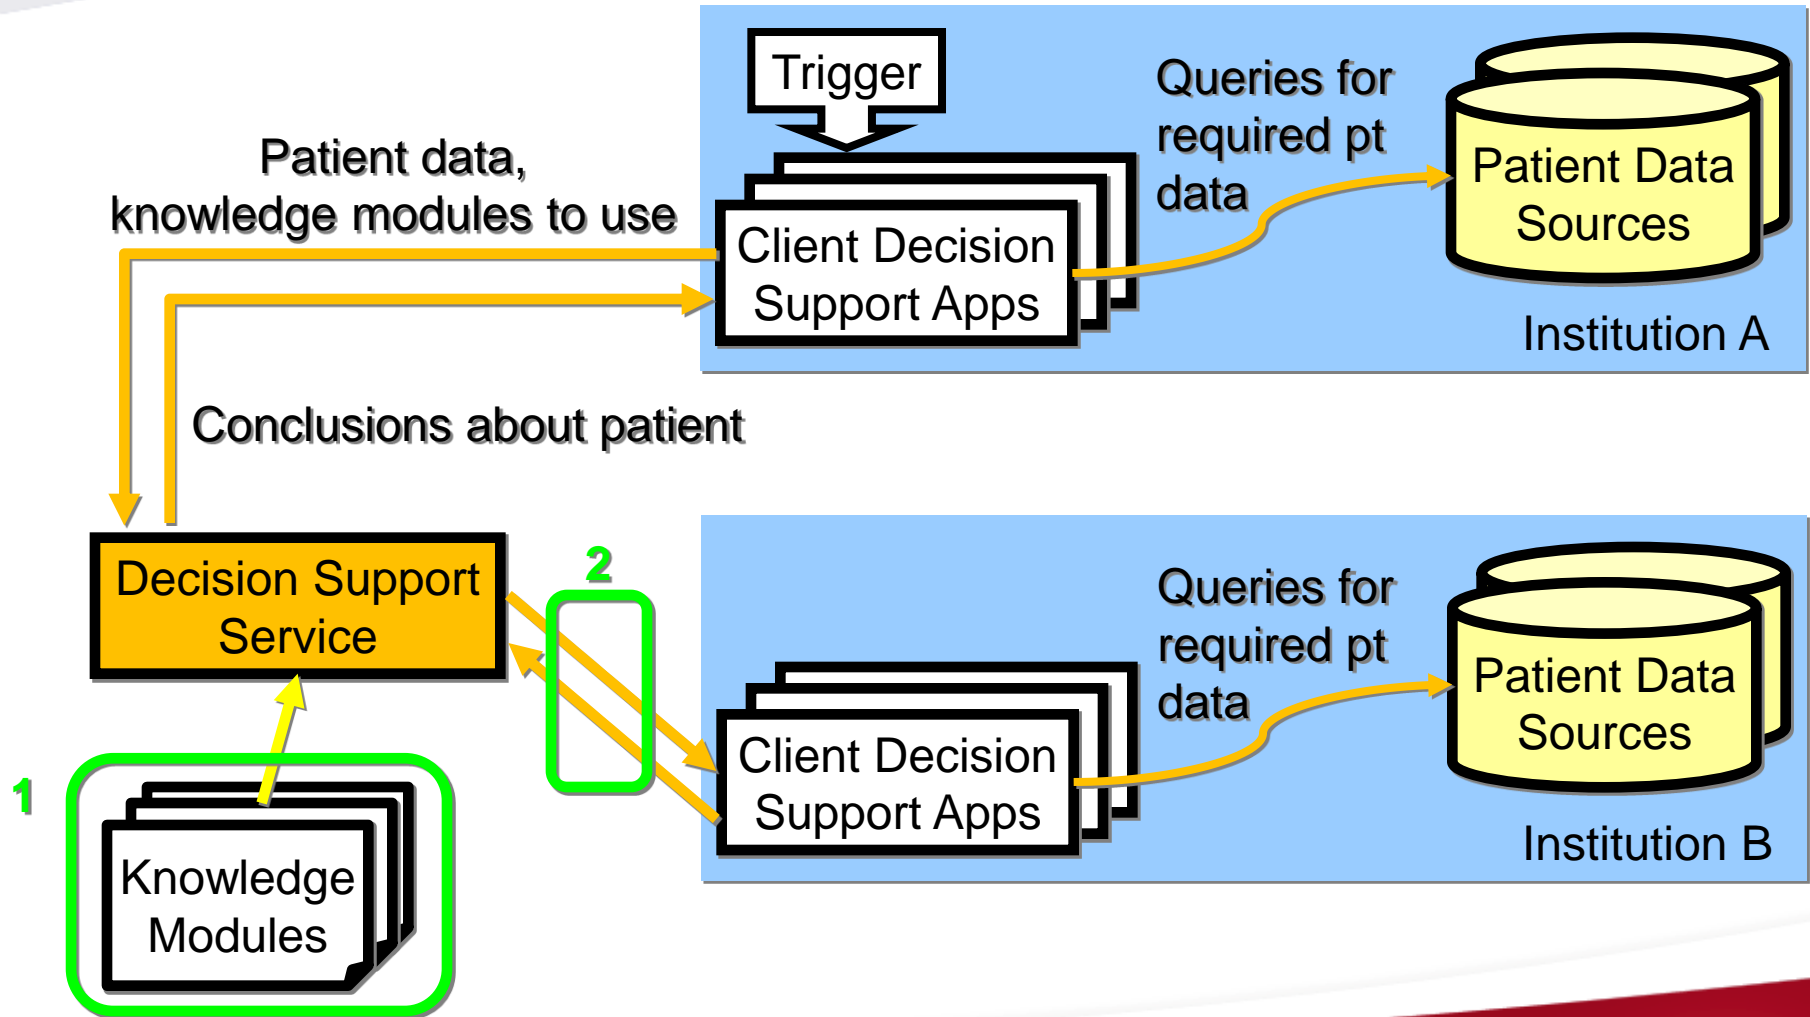 Trigger
Queries for
required pt
data
Patient Data
Sources
Patient data,
knowledge modules to use
Client Decision
Support Apps
Institution A
Conclusions about patient
Decision Support
Service
2
Queries for
required pt
data
Patient Data
Sources
Client Decision
Support Apps
Institution B
1
Knowledge
Modules